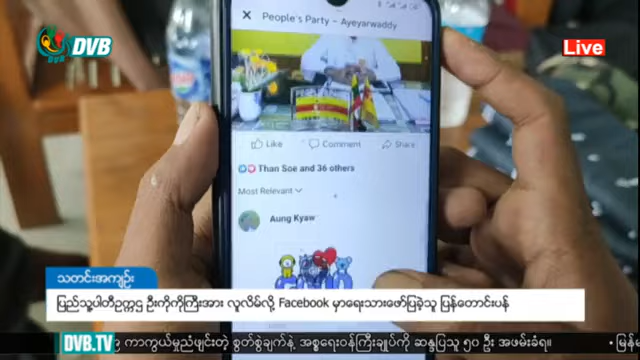 DVB
Live
People's Party – Ayeyarwaddy
Like Comment Share
Than Soe and 36 others
Most Relevant
Aung Kyaw
သတင်းအကျဉ်း
ပြည်သူ့ပါတီဥက္ကဌ ဦးကိုကိုကြီးအား လူလိမ်လို့ Facebook မှာရေးသားဖော်ပြခဲ့သူ ပြန်တောင်းပန်
DVB.TV ကာကွယ်မှုညံဖျင်းတဲ့ စွတ်စွဲချက်နဲ့ အစ္စရေးဝန်ကြီးချုပ်ကို ဆန္ဒပြသူ ၅၀ ဦး အဖမ်းခံရ။